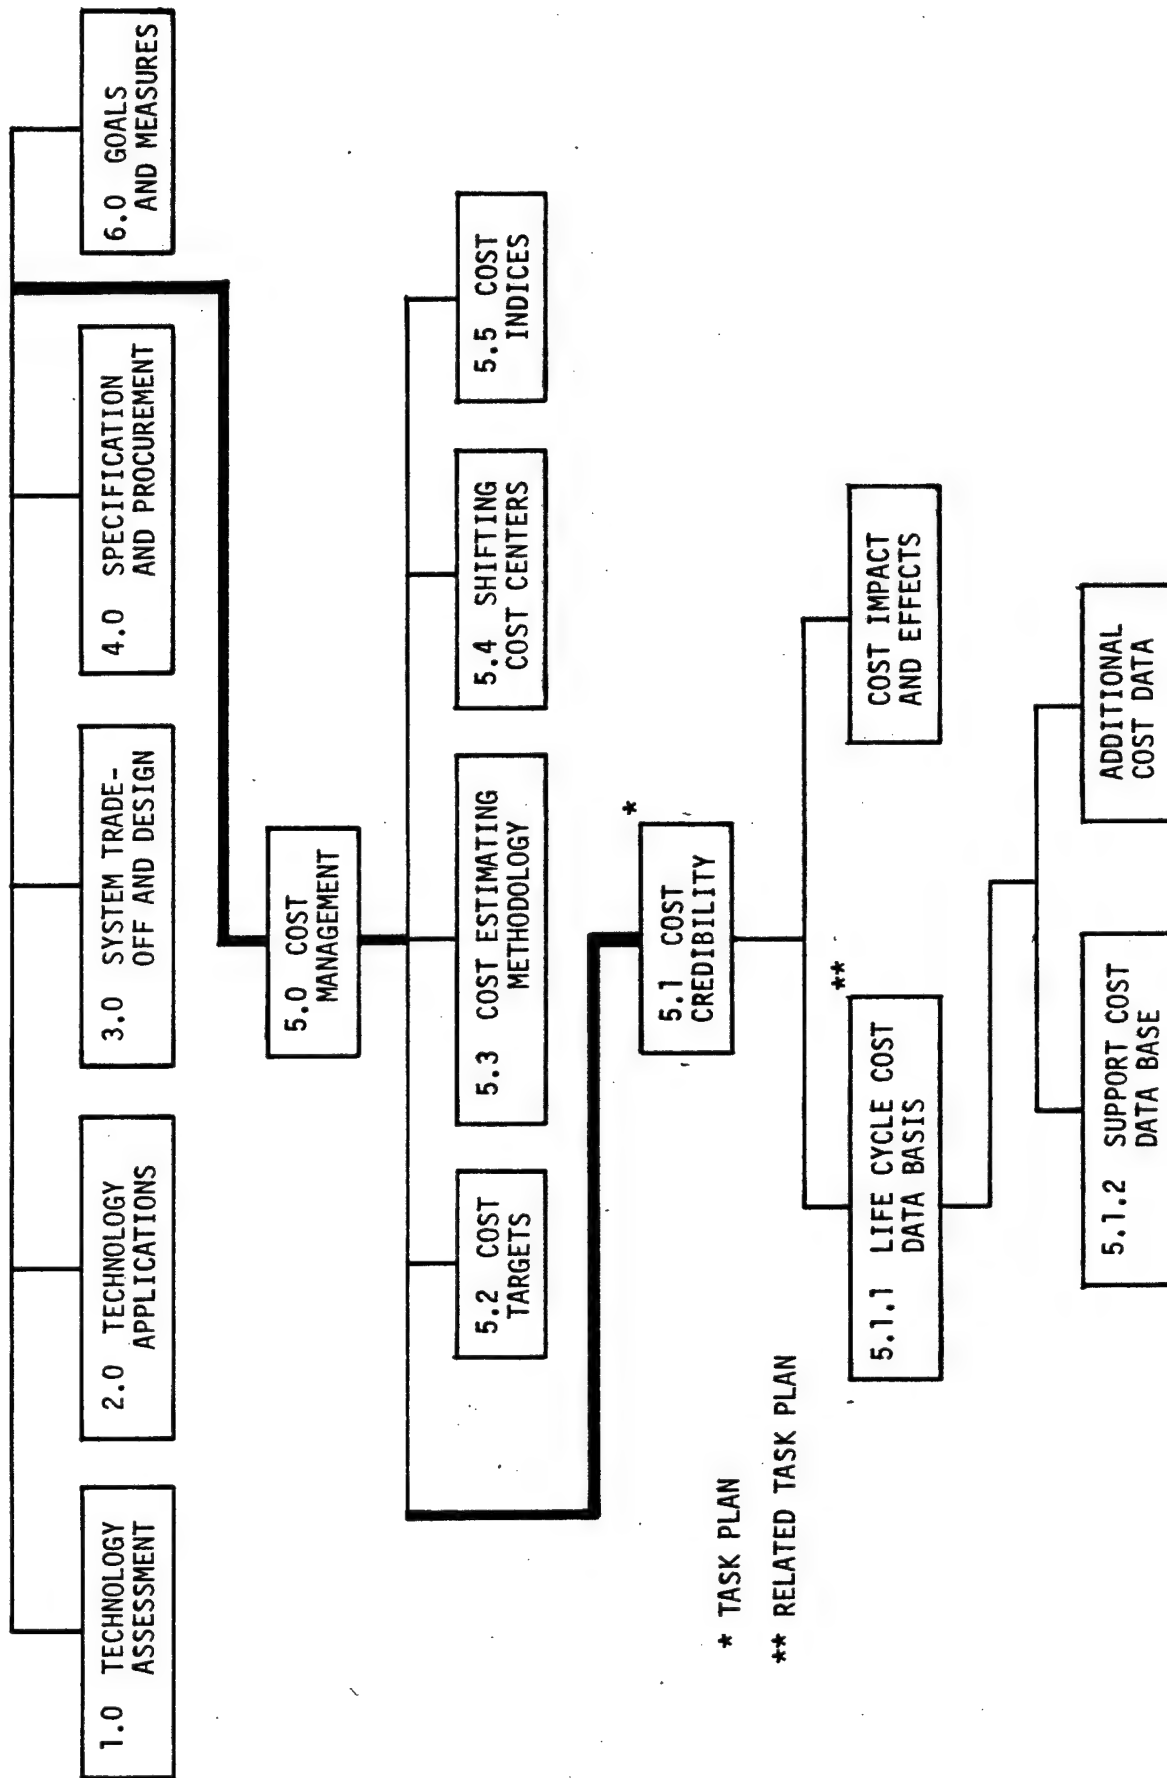 1.0 TECHNOLOGY
ASSESSMENT
2.0 TECHNOLOGY
APPLICATIONS
3.0 SYSTEM TRADE-
OFF AND DESIGN
4.0 SPECIFICATION
AND PROCUREMENT
6.0 GOALS
AND MEASURES
5.0 COST
MANAGEMENT
5.2 COST
TARGETS
5.3 COST ESTIMATING
METHODOLOGY
5.4 SHIFTING
COST CENTERS
5.5 COST
INDICES
*
5.1 COST
CREDIBILITY
* TASK PLAN
** RELATED TASK PLAN
**
5.1.1 LIFE CYCLE COST
DATA BASIS
COST IMPACT
AND EFFECTS
5.1.2 SUPPORT COST
DATA BASE
ADDITIONAL
COST DATA